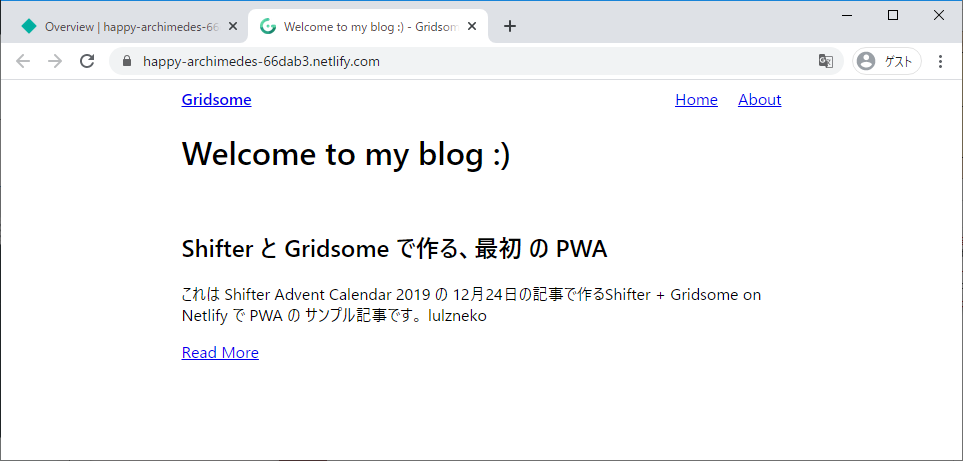 Overview | happy-archimedes-66
Welcome to my blog :) - Gridsom
happy-archimedes-66dab3.netlify.com
ゲスト
Gridsome
Home
About
Welcome to my blog :)
Shifter と Gridsome で作る、最初 の PWA
これは Shifter Advent Calendar 2019 の 12月24日の記事で作るShifter + Gridsome on
Netlify で PWA の サンプル記事です。lulzneko
Read More